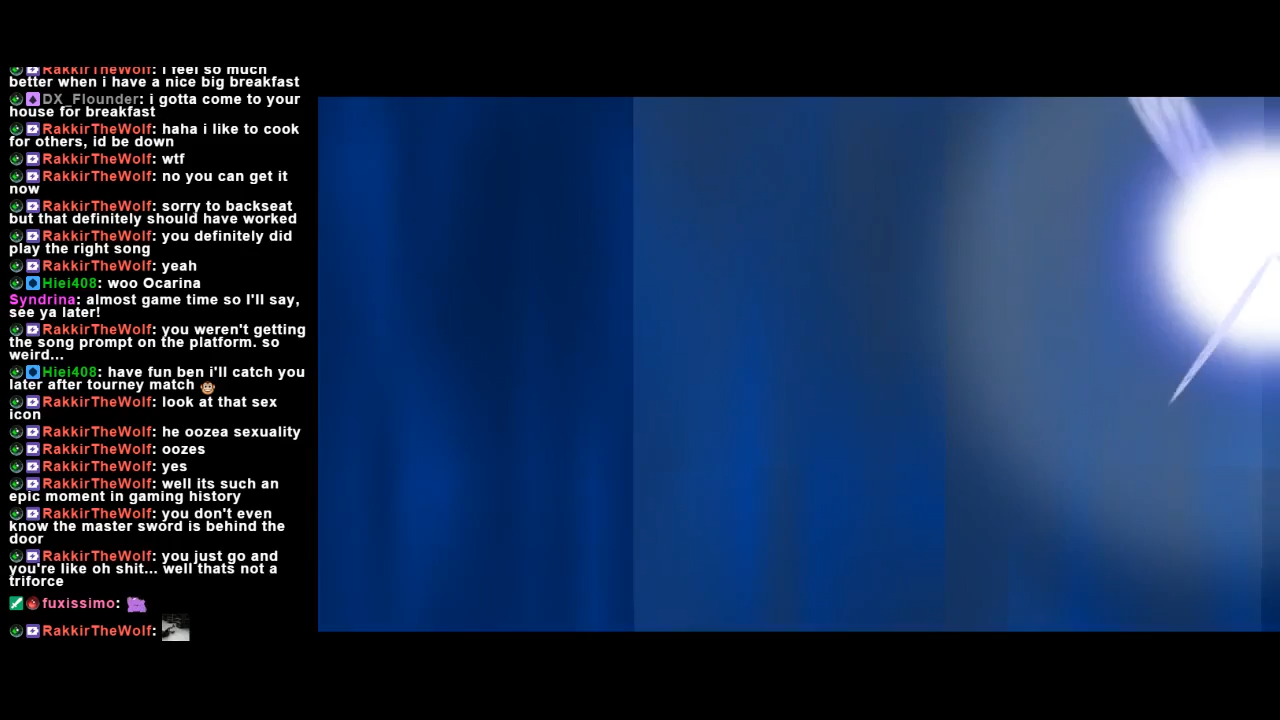 RakkirTheWolf: i feel so much
better when i have a nice big breakfast
DX_Flounder: i gotta come to your
house for breakfast
RakkirTheWolf: haha i like to cook
for others, id be down
RakkirTheWolf: wtf
RakkirTheWolf: no you can get it
now
RakkirTheWolf: sorry to backseat
but that definitely should have worked
RakkirTheWolf: you definitely did
play the right song
RakkirTheWolf: yeah
Hiei408: woo Ocarina
Syndrina: almost game time so I'll say,
see ya later!
RakkirTheWolf: you weren't getting
the song prompt on the platform. so
weird...
Hiei408: have fun ben i'll catch you
later after tourney match
RakkirTheWolf: look at that sex
icon
RakkirTheWolf: he oozea sexuality
RakkirTheWolf: oozes
RakkirTheWolf: yes
RakkirTheWolf: well its such an
epic moment in gaming history
RakkirTheWolf: you don't even
know the master sword is behind the
door
RakkirTheWolf: you just go and
you're like oh shit... well thats not a
triforce
fuxissimo:
RakkirTheWolf: